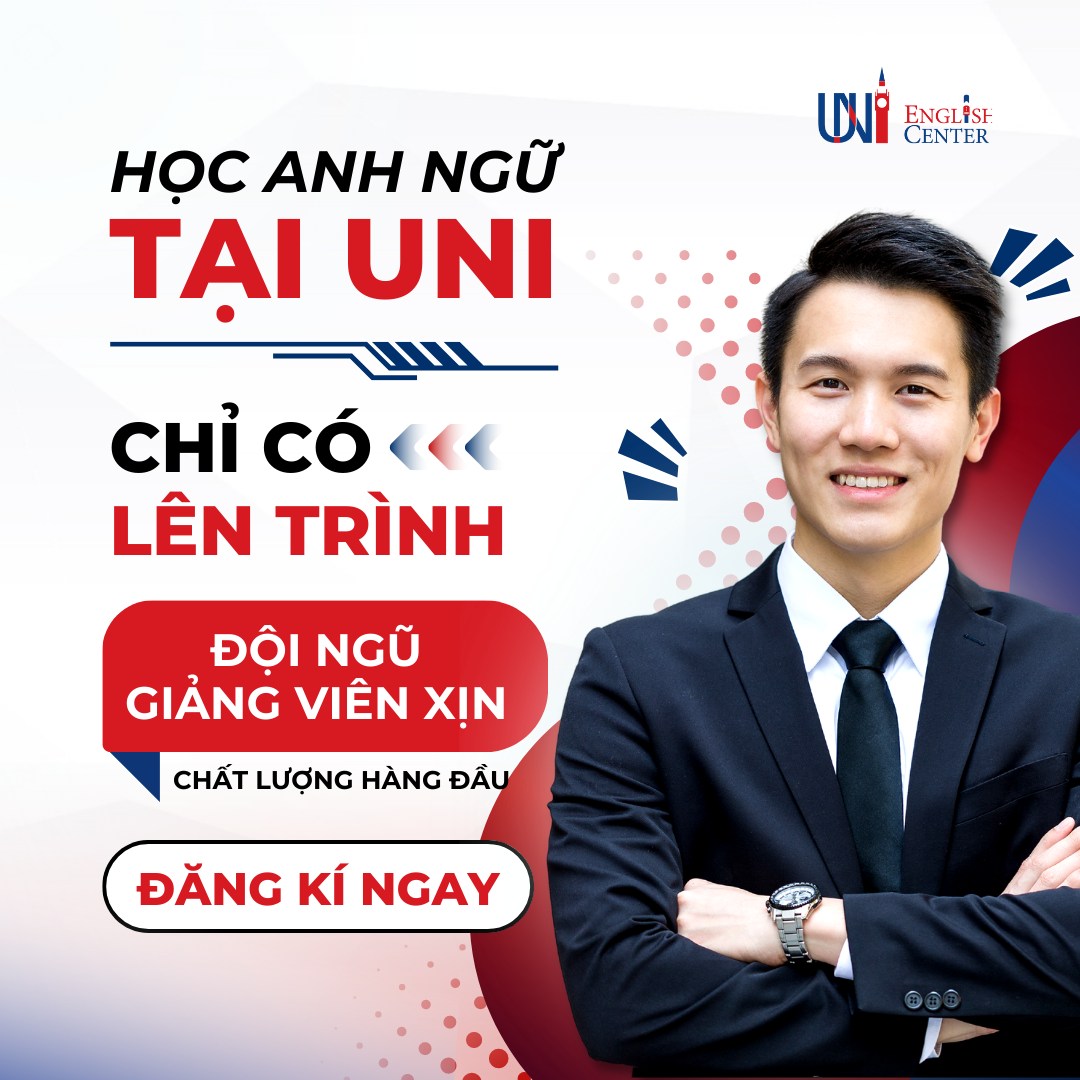 UNI ENGLISH
CENTER
HỌC ANH NGỮ
TẠI UNI
CHỈ CÓ
LÊN TRÌNH
ĐỘI NGŨ
GIẢNG VIÊN XỊN
CHẤT LƯỢNG HÀNG ĐẦU
ĐĂNG KÍ NGAY